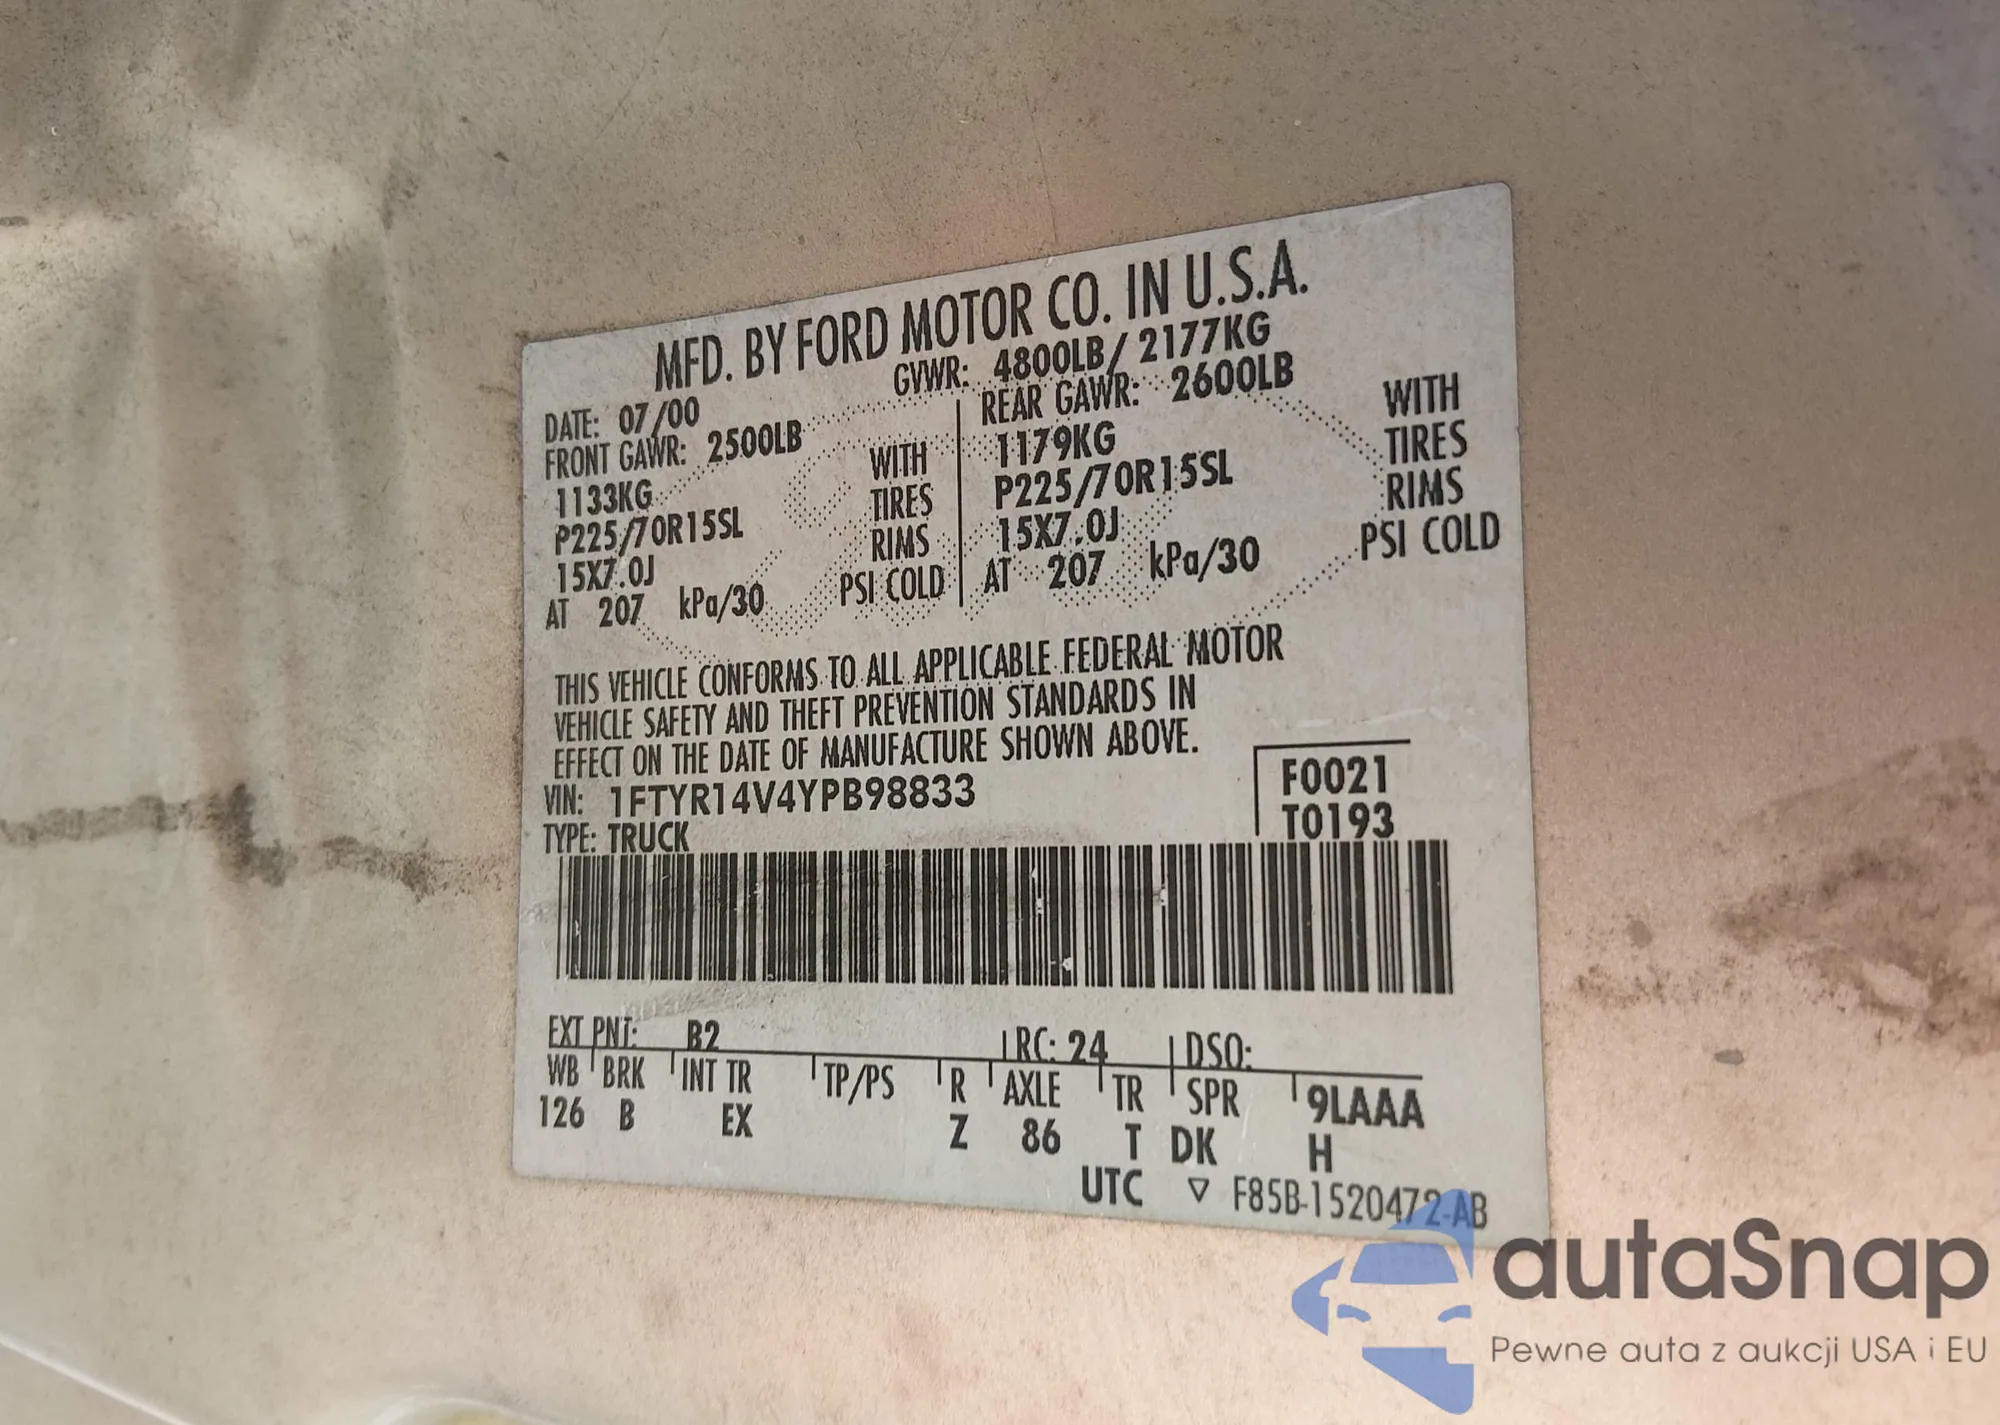 MFD. BY FORD MOTOR CO. IN U.S.A.
DATE: 07/00 GVWR: 4800LB/ 2177KG
FRONT GAWR: 2500LB REAR GAWR: 2600LB
1133KG WITH 1179KG WITH
P225/70R15SL TIRES P225/70R15SL TIRES
15X7.0J RIMS 15X7.0J RIMS
AT 207 kPa/30 PSI COLD AT 207 kPa/30 PSI COLD
THIS VEHICLE CONFORMS TO ALL APPLICABLE FEDERAL MOTOR
VEHICLE SAFETY AND THEFT PREVENTION STANDARDS IN
EFFECT ON THE DATE OF MANUFACTURE SHOWN ABOVE.
VIN: 1FTYR14V4YPB98833 F0021
TYPE: TRUCK T0193
EXT PNT: B2 RC: 24 DSO:
WB BRK INT TR TP/PS R AXLE TR SPR 9LAAA
126 B EX Z 86 T DK H
UTC ▽ F85B-1520472-AB
autaSnap
Pewne auta z aukcji USA i EU